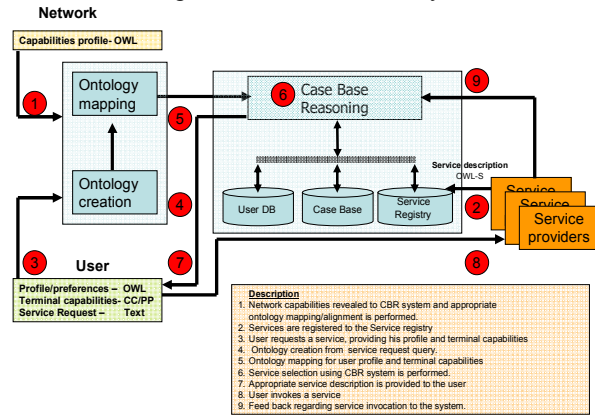 Network
Capabilities profile- OWL
1
Ontology
mapping
5
6
Case Base
Reasoning
9
Ontology
creation
4
Service description
OWL-S
User DB
Case Base
Service
Registry
2
Service
Service
Service
providers
3
User
7
8
Profile/preferences – OWL
Terminal capabilities- CC/PP
Service Request – Text
Description
1. Network capabilities revealed to CBR system and appropriate
ontology mapping/alignment is performed.
2. Services are registered to the Service registry
3. User requests a service, providing his profile and terminal capabilities
4. Ontology creation from service request query.
5. Ontology mapping for user profile and terminal capabilities
6. Service selection using CBR system is performed.
7. Appropriate service description is provided to the user
8. User invokes a service
9. Feed back regarding service invocation to the system.